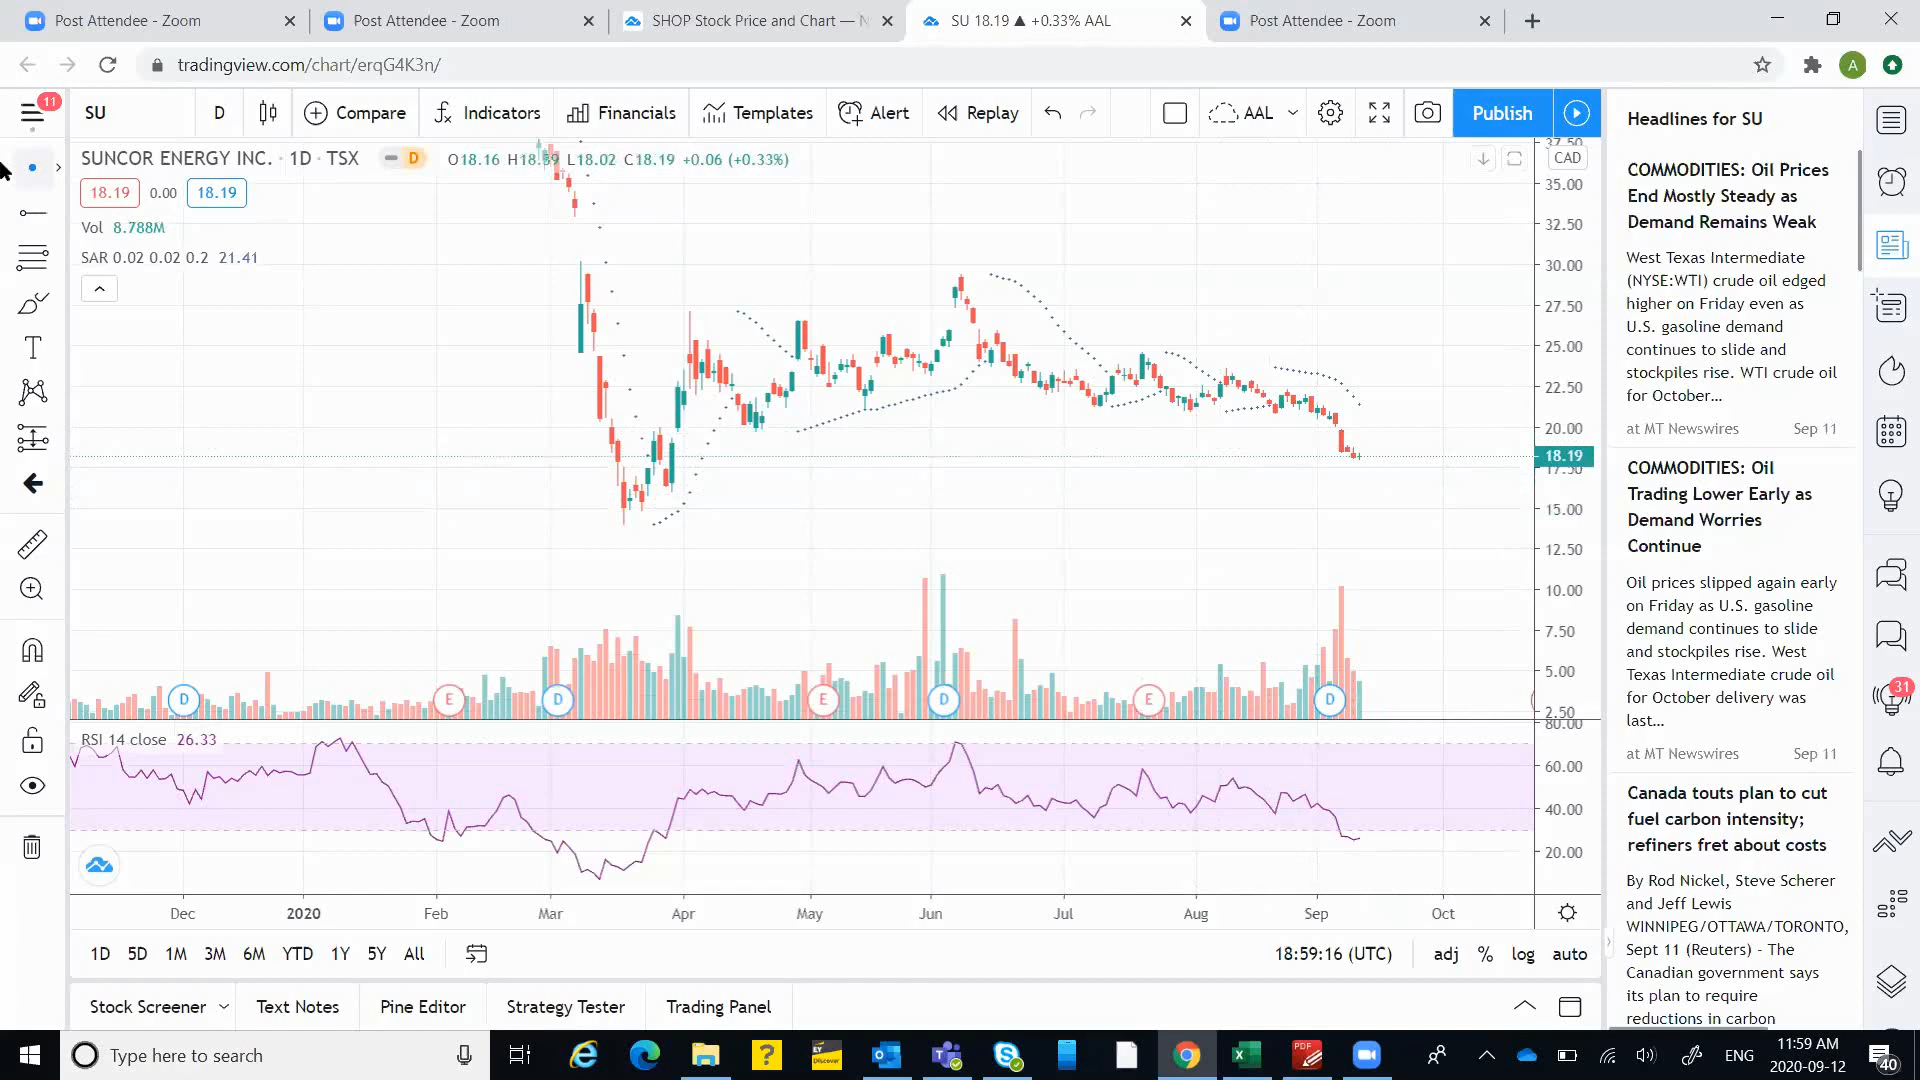 Post Attendee - Zoom
Post Attendee - Zoom
SHOP Stock Price and Chart —
SU 18.19 ▲ +0.33% AAL
Post Attendee - Zoom
tradingview.com/chart/erqG4K3n/
A
11
SU
D
Compare
Indicators
Financials
Templates
Alert
Replay
AAL
Publish
SUNCOR ENERGY INC. · 1D · TSX
D
O18.16 H18.39 L18.02 C18.19 +0.06 (+0.33%)
CAD
18.19
0.00
18.19
Vol 8.788M
SAR 0.02 0.02 0.2 21.41
37.50
35.00
32.50
30.00
27.50
25.00
22.50
20.00
18.19
17.50
15.00
12.50
10.00
7.50
5.00
2.50
D
E
D
E
D
E
D
RSI 14 close 26.33
80.00
60.00
40.00
20.00
Dec
2020
Feb
Mar
Apr
May
Jun
Jul
Aug
Sep
Oct
1D
5D
1M
3M
6M
YTD
1Y
5Y
All
18:59:16 (UTC)
adj
%
log
auto
Stock Screener
Text Notes
Pine Editor
Strategy Tester
Trading Panel
Headlines for SU
COMMODITIES: Oil Prices
End Mostly Steady as
Demand Remains Weak
West Texas Intermediate
(NYSE:WTI) crude oil edged
higher on Friday even as
U.S. gasoline demand
continues to slide and
stockpiles rise. WTI crude oil
for October...
at MT Newswires
Sep 11
COMMODITIES: Oil
Trading Lower Early as
Demand Worries
Continue
Oil prices slipped again early
on Friday as U.S. gasoline
demand continues to slide
and stockpiles rise. West
Texas Intermediate crude oil
for October delivery was
last...
at MT Newswires
Sep 11
Canada touts plan to cut
fuel carbon intensity;
refiners fret about costs
By Rod Nickel, Steve Scherer
and Jeff Lewis
WINNIPEG/OTTAWA/TORONTO,
Sept 11 (Reuters) - The
Canadian government says
its plan to require
reductions in carbon
31
Type here to search
EY
Discover
PDF
ENG
11:59 AM
2020-09-12
40